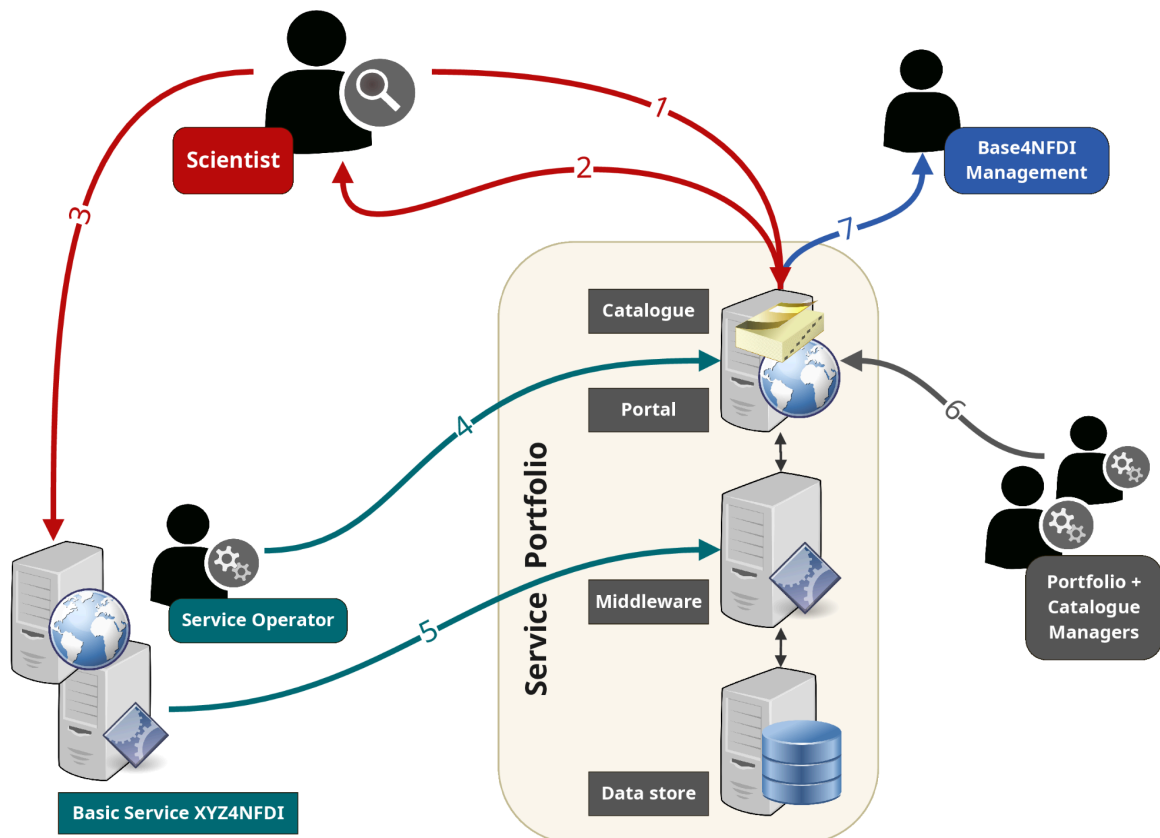 1
2
3
Scientist
Base4NFDI
Management
7
Catalogue
Portal
4
6
Service Portfolio
Middleware
Service Operator
5
Portfolio +
Catalogue
Managers
Data store
Basic Service XYZ4NFDI